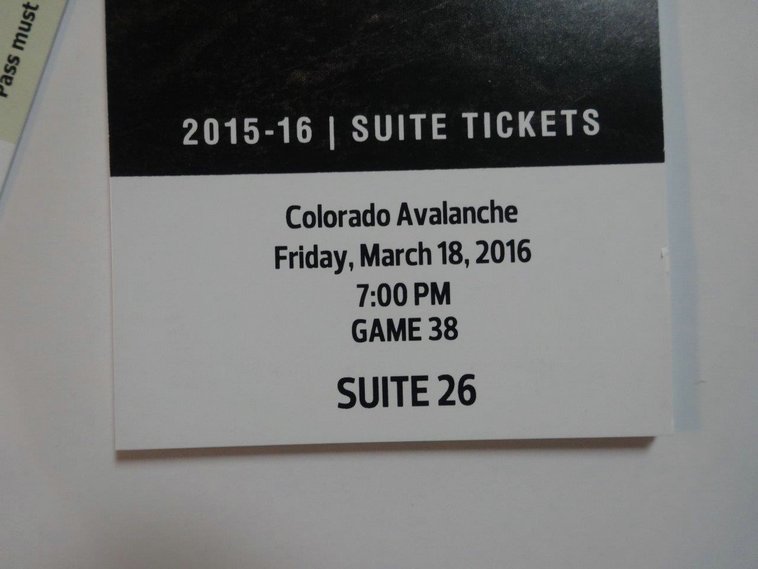 Pass must
2015-16 | SUITE TICKETS
Colorado Avalanche
Friday, March 18, 2016
7:00 PM
GAME 38
SUITE 26